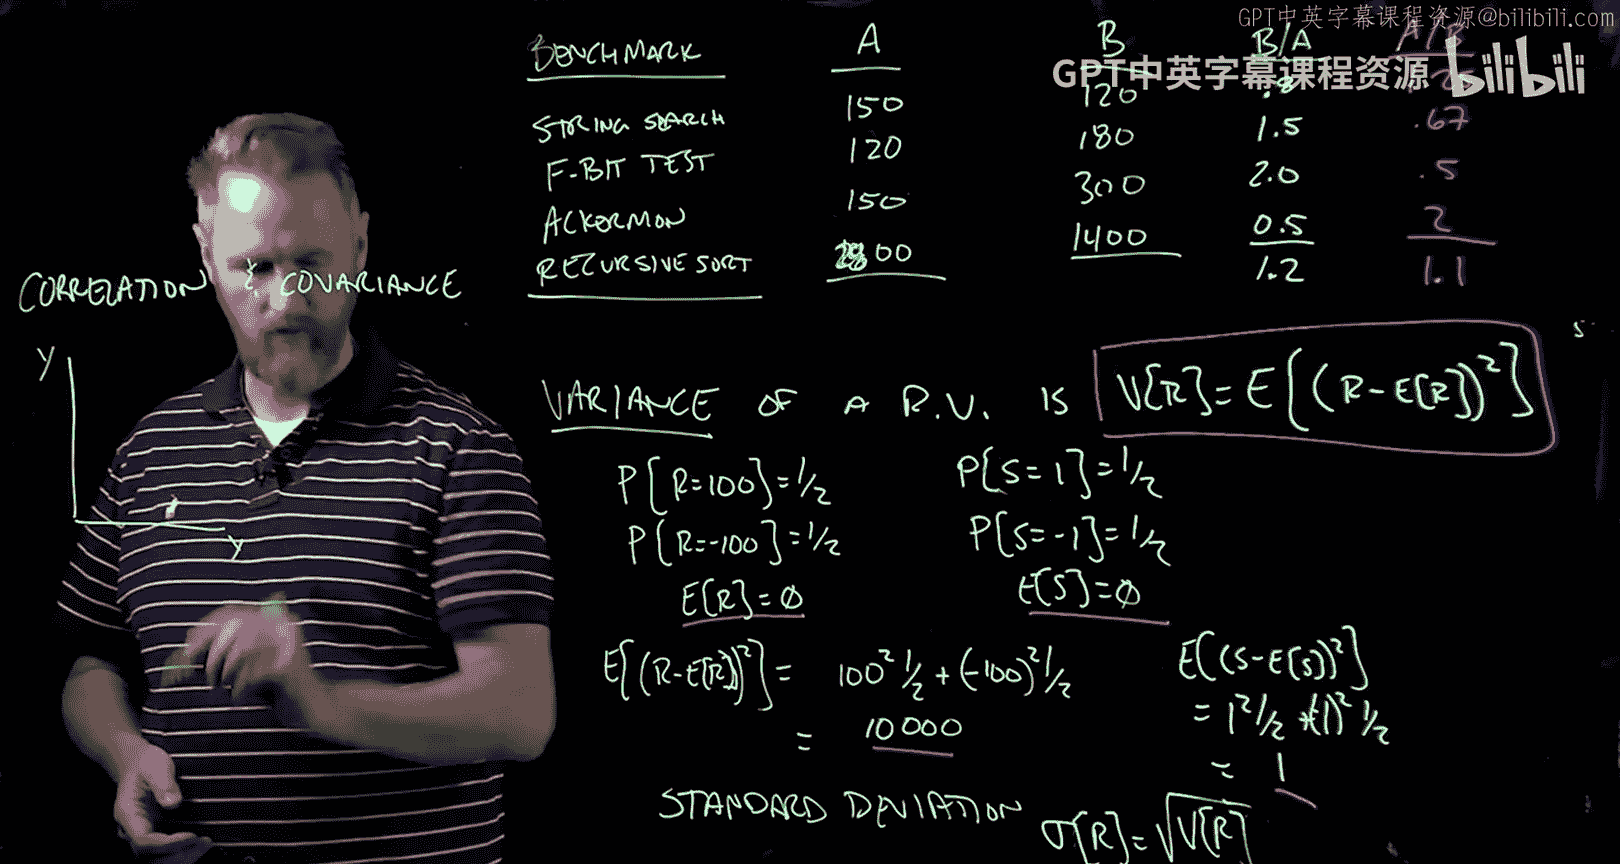 GPT中英字幕课程资源@bilibili.com
GPT中英字幕课程资源 bilibili
BENCHMARK A B B/A A/B
STRING SEARCH 150 120 .8
F-BIT TEST 120 180 1.5 .67
ACKERMON 150 300 2.0 .5
RECURSIVE SORT 00 1400 0.5 2
1.2 1.1
CORRELATION & COVARIANCE
Y
Y
VARIANCE OF A R.V. IS V[R] = E[(R-E[R])²]
S
P[R=100]=1/2 P[S=1]=1/2
P[R=-100]=1/2 P[S=-1]=1/2
E[R]=0 E[S]=0
E[(R-E[R])²] = 100² 1/2 + (-100)² 1/2
= 10000
E[(S-E[S])²]
= 1² 1/2 + (-1)² 1/2
= 1
STANDARD DEVIATION σ[R] = √V[R]